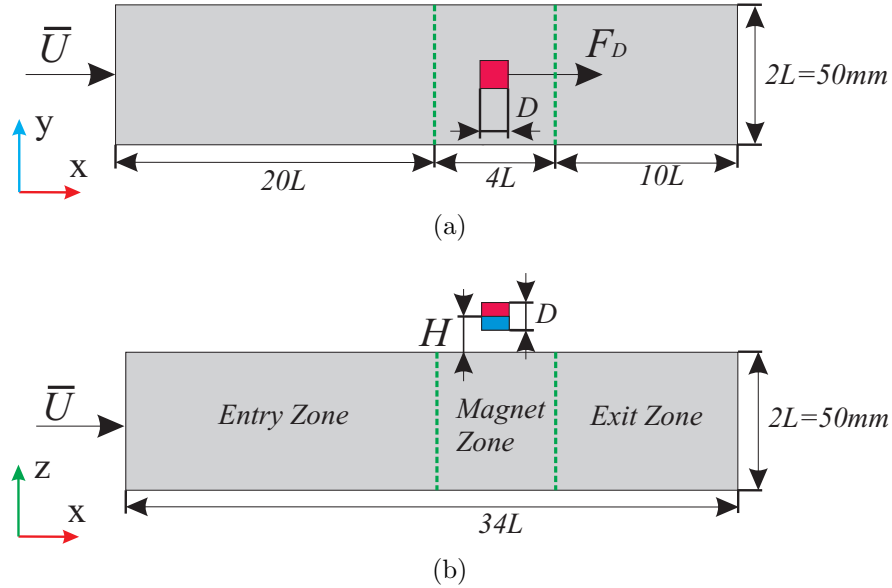 U̅
F_D
2L=50mm
D
y
x
20L
4L
10L
(a)
D
H
U̅
Entry Zone
Magnet
Zone
Exit Zone
2L=50mm
z
x
34L
(b)